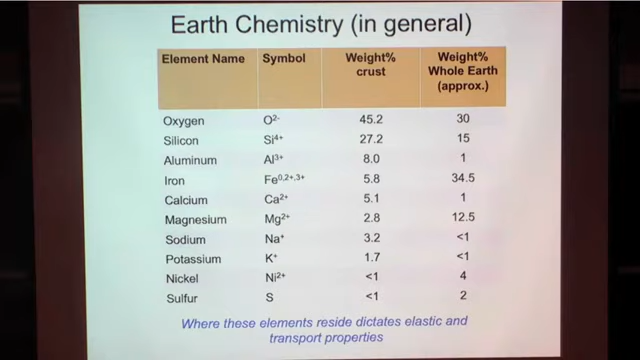 Earth Chemistry (in general)
Element Name Symbol Weight% crust Weight% Whole Earth (approx.)
Oxygen O2- 45.2 30
Silicon Si4+ 27.2 15
Aluminum Al3+ 8.0 1
Iron Fe0,2+,3+ 5.8 34.5
Calcium Ca2+ 5.1 1
Magnesium Mg2+ 2.8 12.5
Sodium Na+ 3.2 <1
Potassium K+ 1.7 <1
Nickel Ni2+ <1 4
Sulfur S <1 2
Where these elements reside dictates elastic and
transport properties